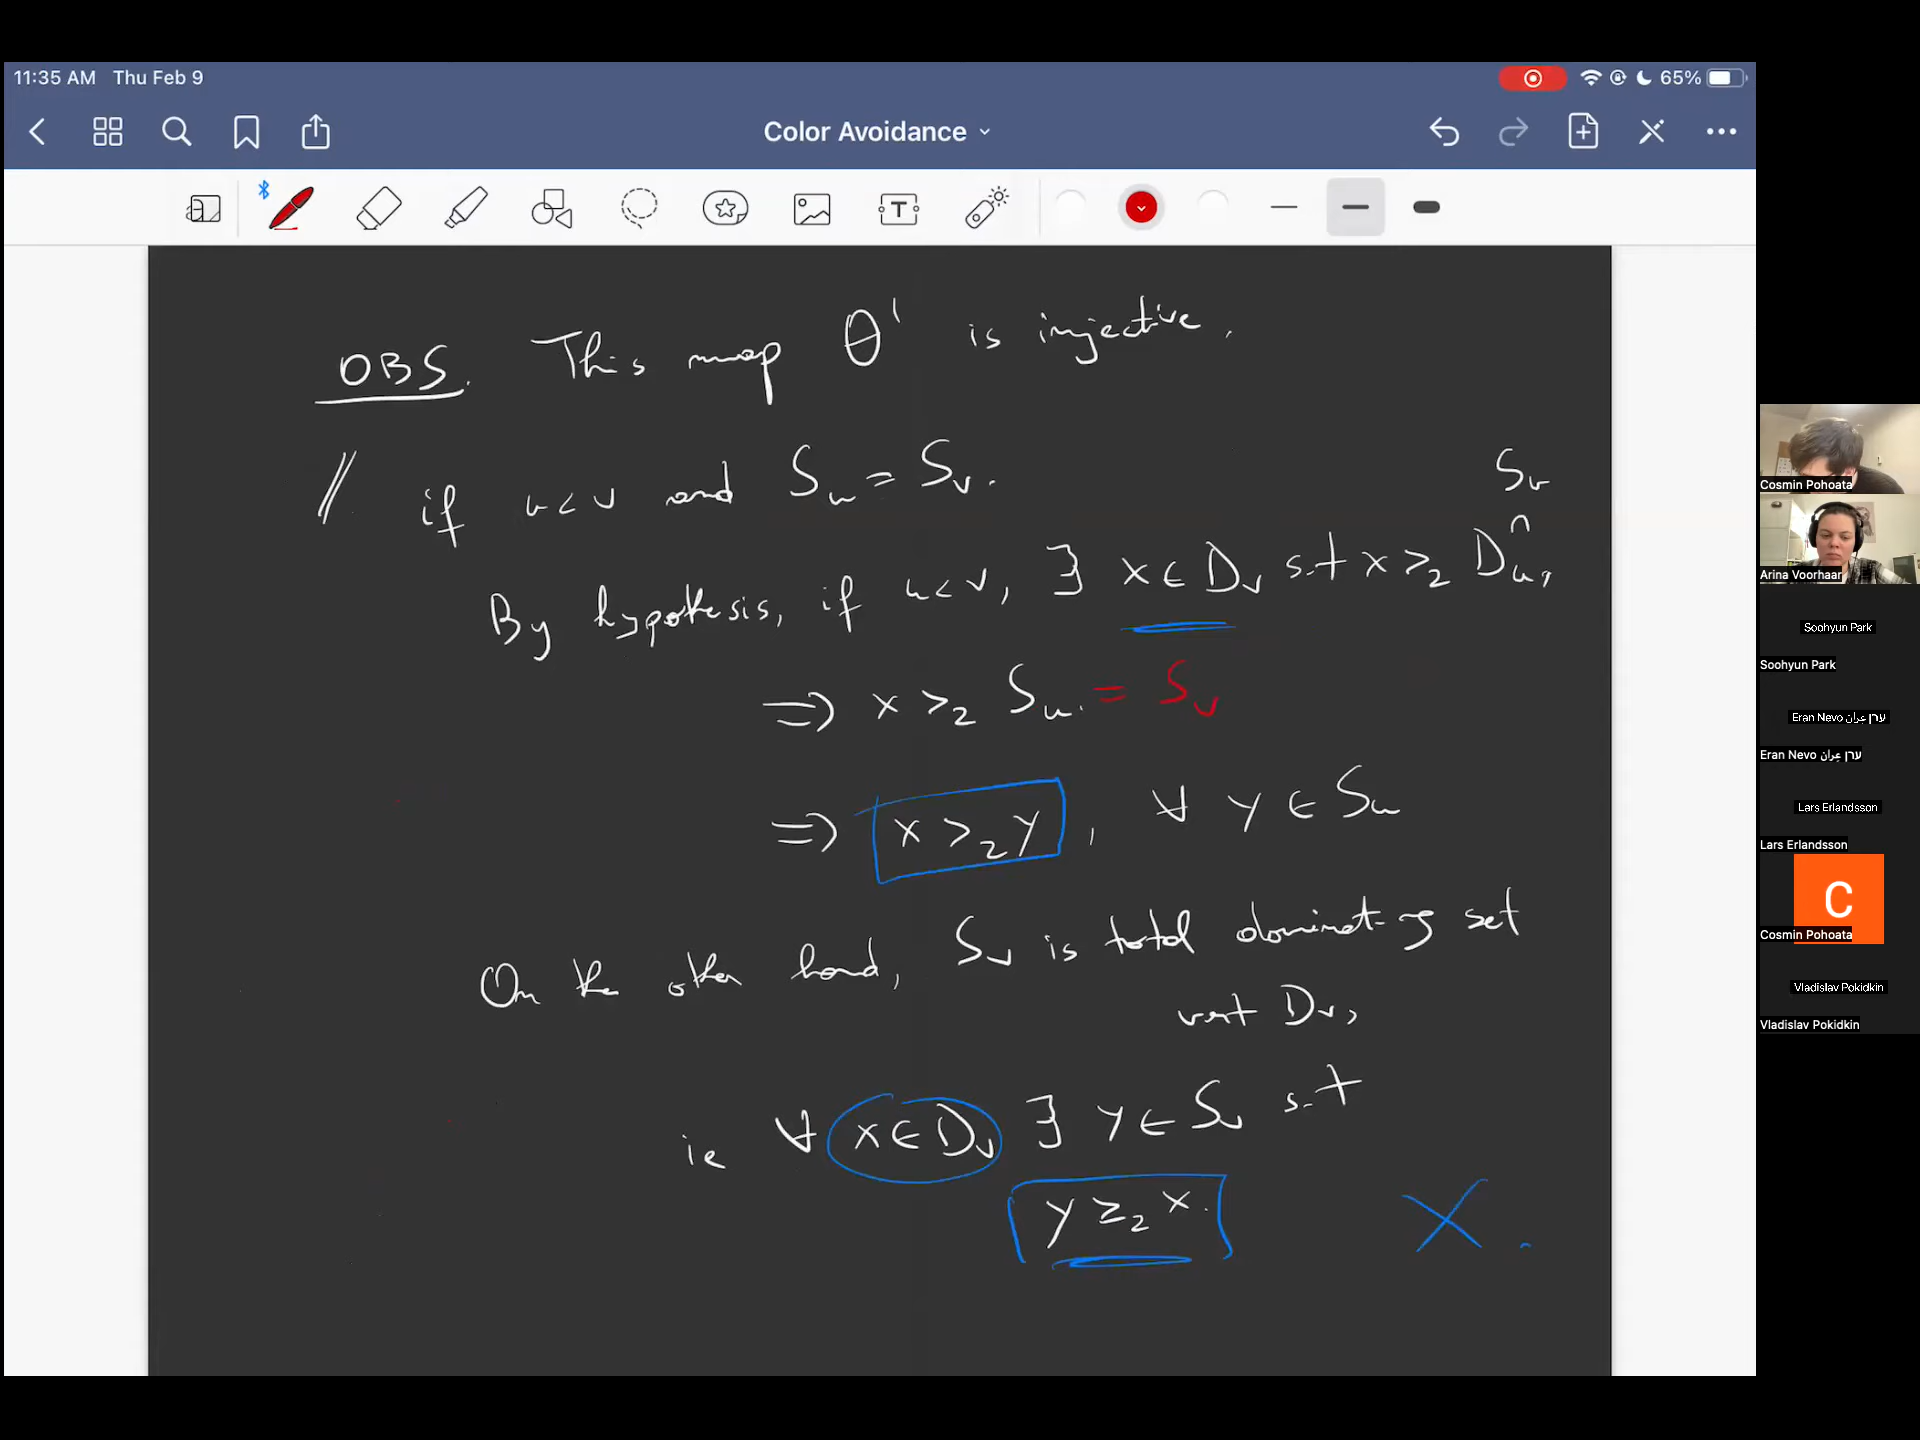 11:35 AM Thu Feb 9
65%
Color Avoidance
OBS. This map θ' is injective.
// if u < v and S_u = S_v.
S_u
∩
By hypothesis, if u < v, ∃ x ∈ D_v s.t x >_2 D_u,
⇒ x >_2 S_u. = S_v
⇒ x >_2 y, ∀ y ∈ S_u
On the other hand, S_v is total dominating set
wrt D_v,
ie ∀ x ∈ D_v ∃ y ∈ S_v s.t
y ≥_2 x.
X.
Cosmin Pohoata
Arina Voorhaar
Soohyun Park
Soohyun Park
Eran Nevo ערן عران
Eran Nevo ערן عران
Lars Erlandsson
Lars Erlandsson
C
Cosmin Pohoata
Vladislav Pokidkin
Vladislav Pokidkin